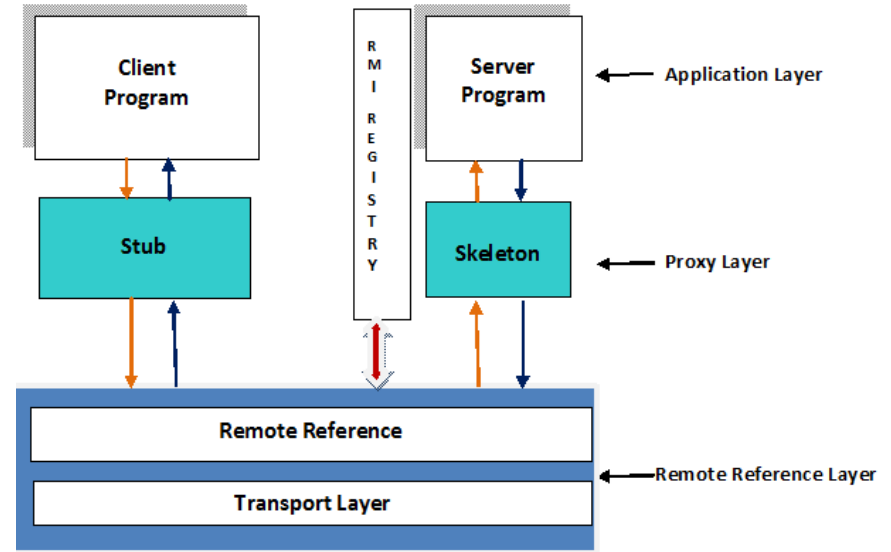 Client
Program
RMI REGISTRY
Server
Program
Application Layer
Stub
Skeleton
Proxy Layer
Remote Reference
Remote Reference Layer
Transport Layer